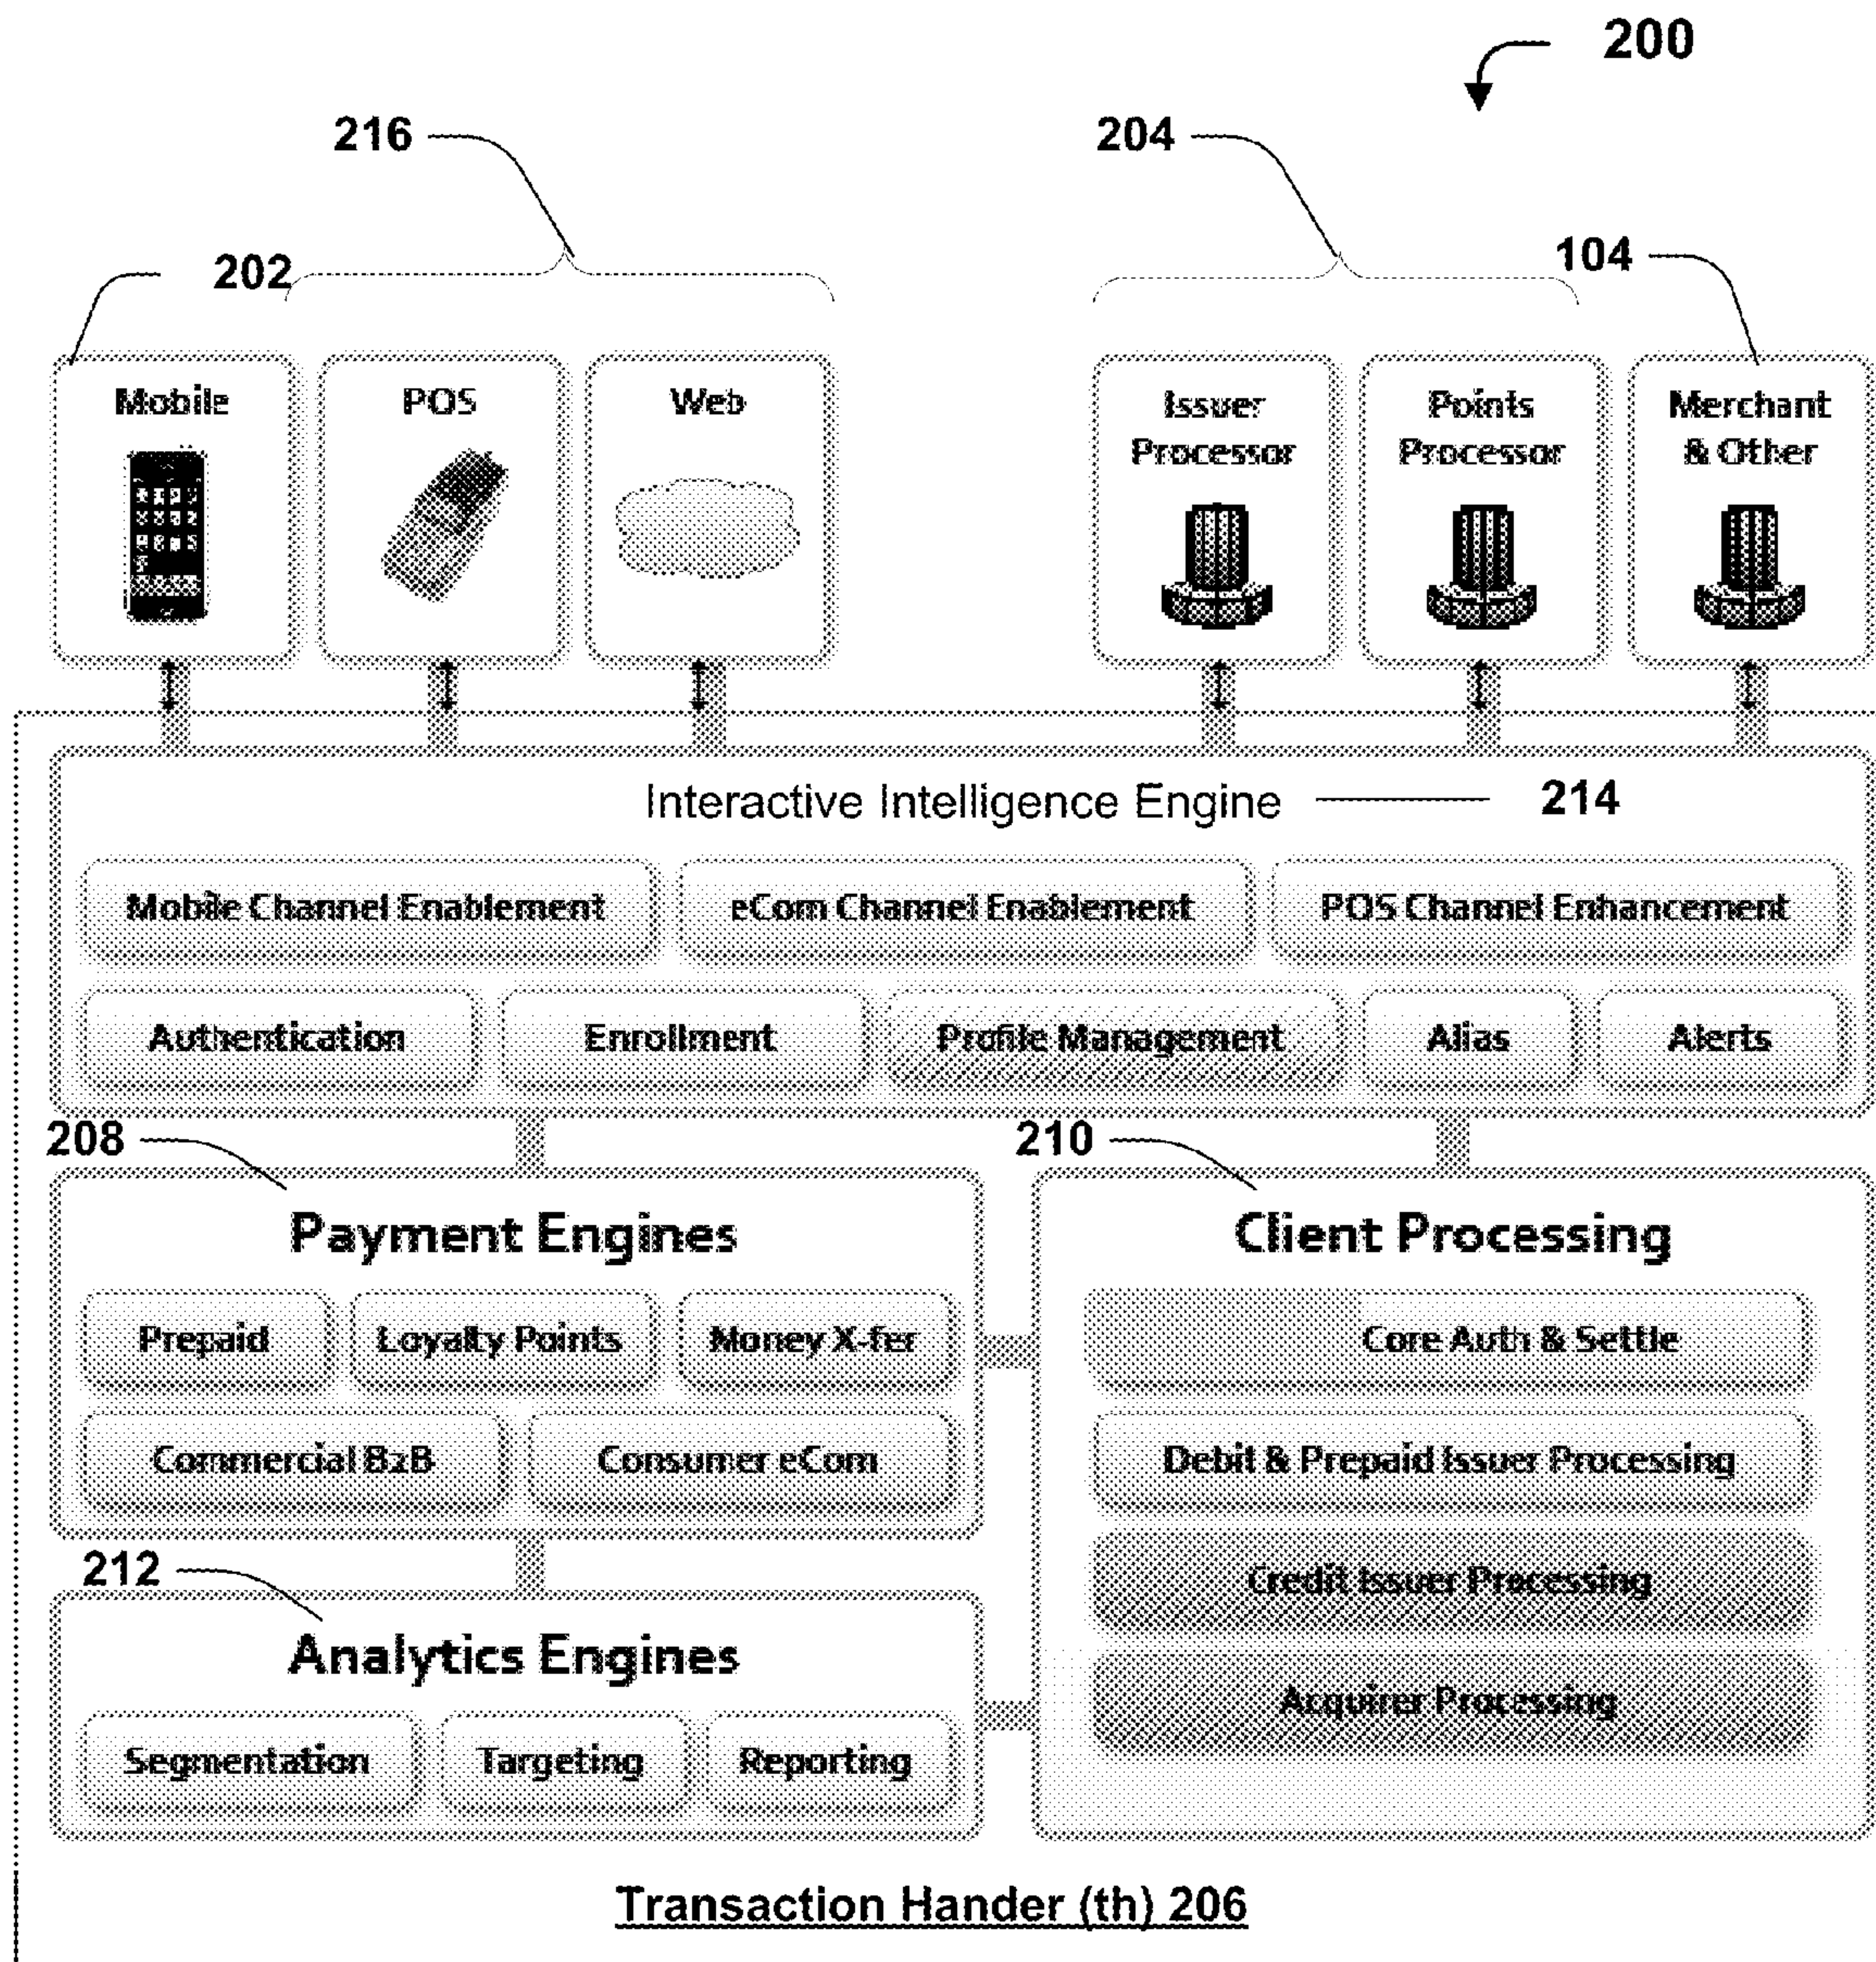 200
216
204
202
104
Mobile
POS
Web
Issuer
Processor
Points
Processor
Merchant
& Other
Interactive Intelligence Engine
214
Mobile Channel Enablement
eCom Channel Enablement
POS Channel Enhancement
Authentication
Enrollment
Profile Management
Alias
Alerts
208
210
Payment Engines
Client Processing
Prepaid
Loyalty Points
Money X-fer
Core Auth & Settle
Commercial B2B
Consumer eCom
Debit & Prepaid Issuer Processing
212
Credit Issuer Processing
Analytics Engines
Acquirer Processing
Segmentation
Targeting
Reporting
Transaction Hander (th) 206